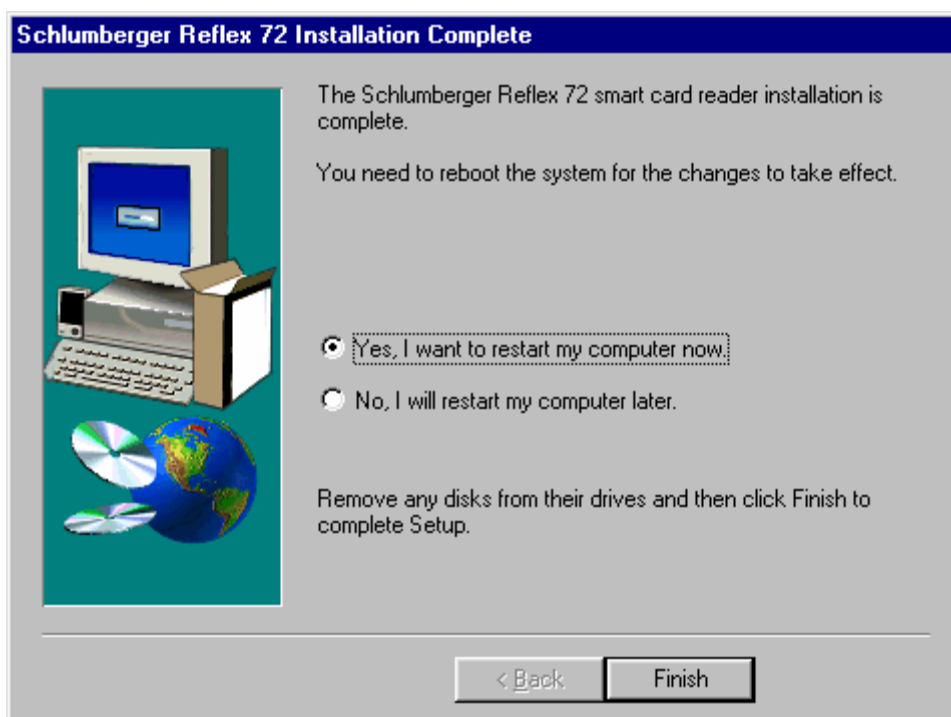 Schlumberger Reflex 72 Installation Complete
The Schlumberger Reflex 72 smart card reader installation is
complete.
You need to reboot the system for the changes to take effect.
Yes, I want to restart my computer now.
No, I will restart my computer later.
Remove any disks from their drives and then click Finish to
complete Setup.
< Back
Finish